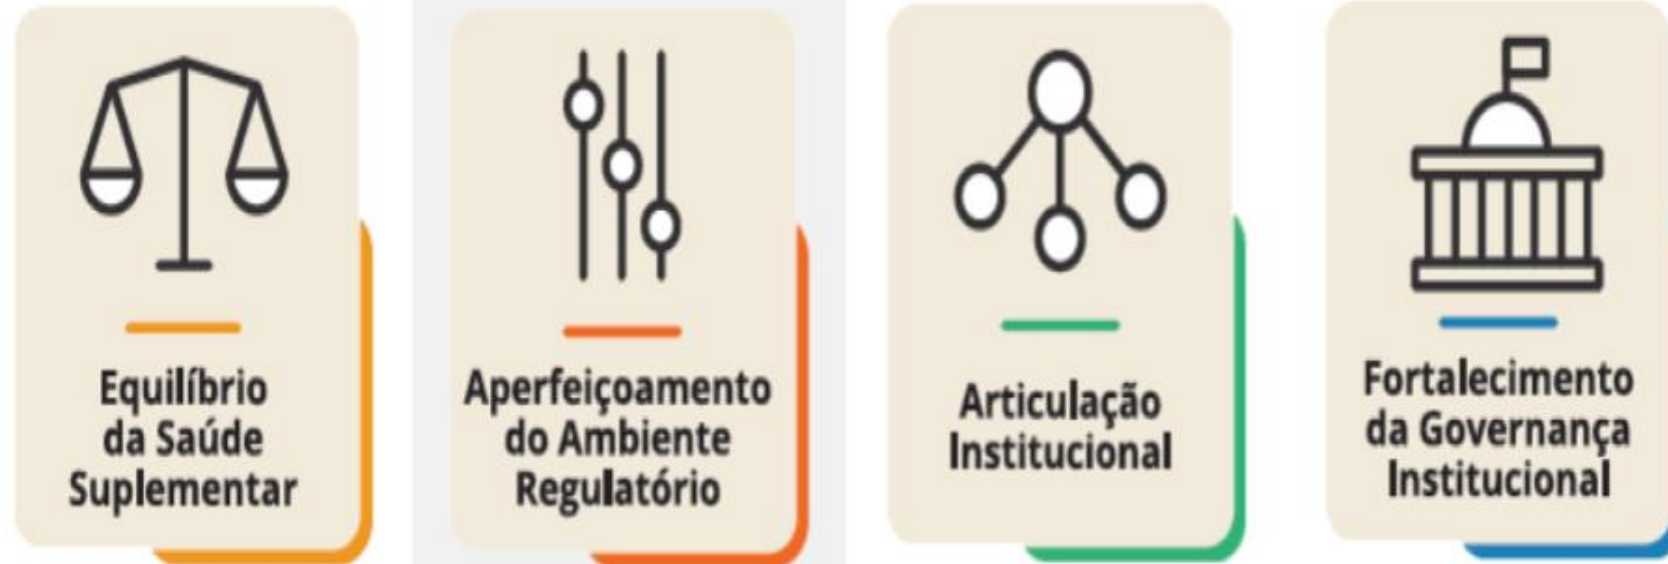 Equilíbrio
da Saúde
Suplementar
Aperfeiçoamento
do Ambiente
Regulatório
Articulação
Institucional
Fortalecimento
da Governança
Institucional